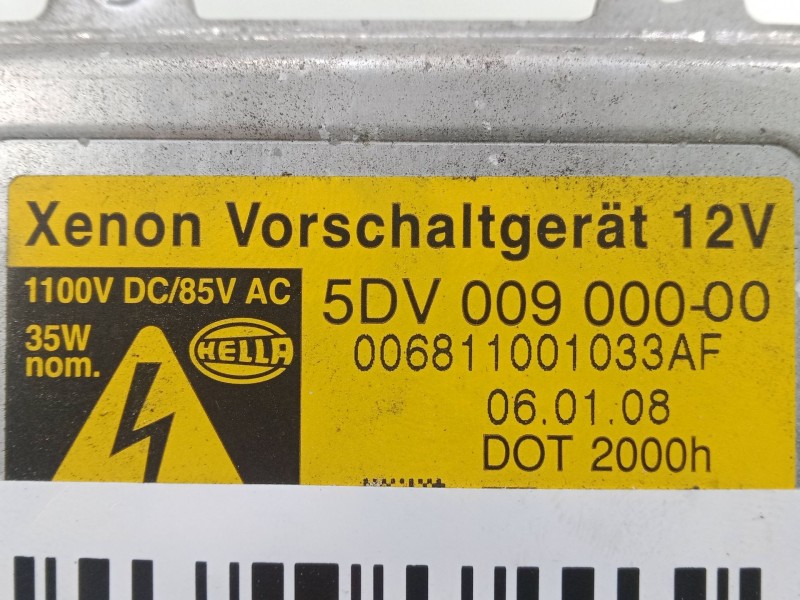 Xenon Vorschaltgerät 12V
1100V DC/85V AC
35W
nom.
HELLA
5DV 009 000-00
006811001033AF
06.01.08
DOT 2000h